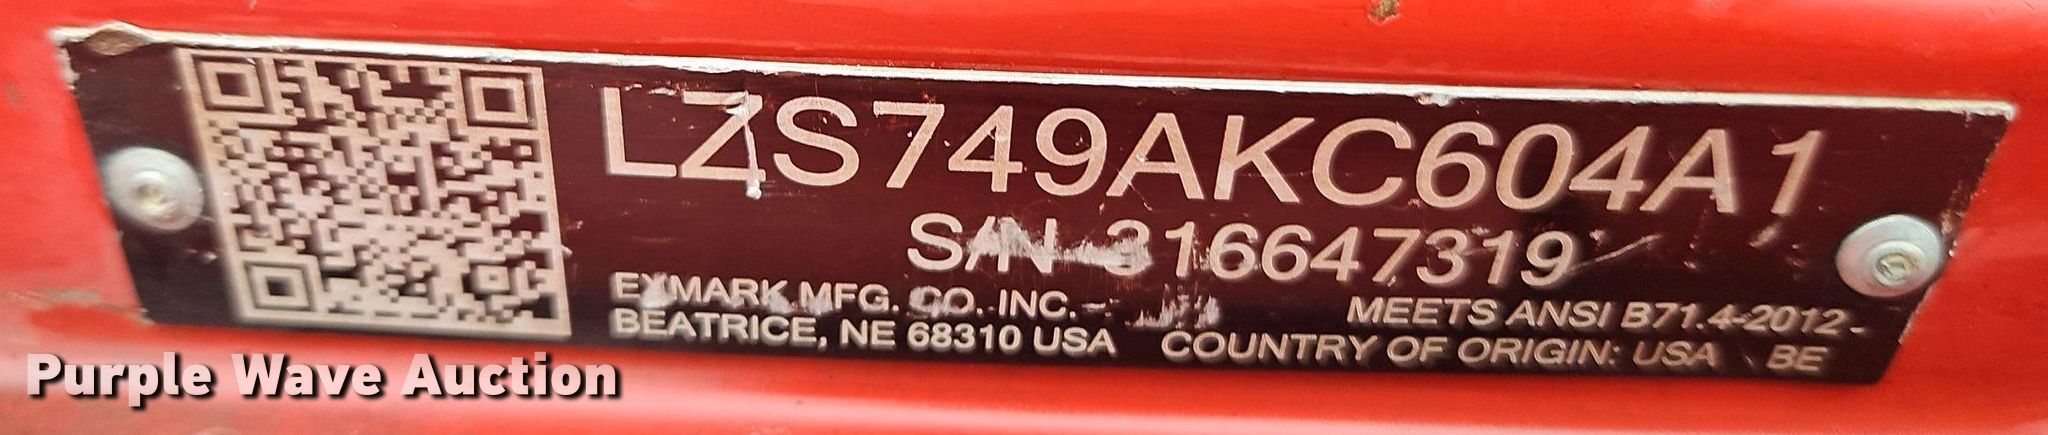 LZS749AKC604A1
S/N 316647319
EXMARK MFG. CO. INC.
BEATRICE, NE 68310 USA
MEETS ANSI B71.4-2012
COUNTRY OF ORIGIN: USA BE
Purple Wave Auction